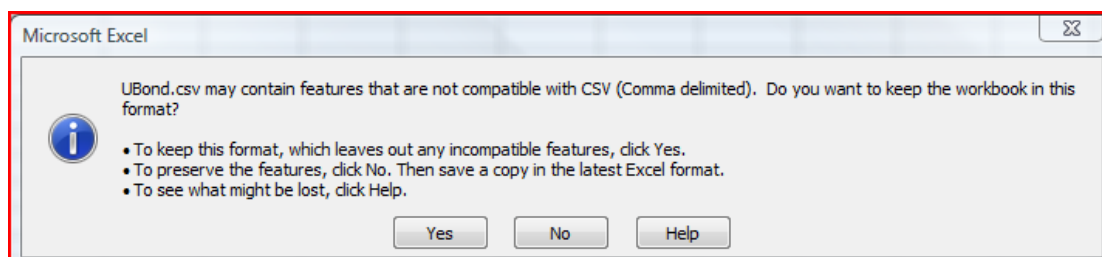 Microsoft Excel
UBond.csv may contain features that are not compatible with CSV (Comma delimited).  Do you want to keep the workbook in this
format?
• To keep this format, which leaves out any incompatible features, click Yes.
• To preserve the features, click No. Then save a copy in the latest Excel format.
• To see what might be lost, click Help.
Yes No Help